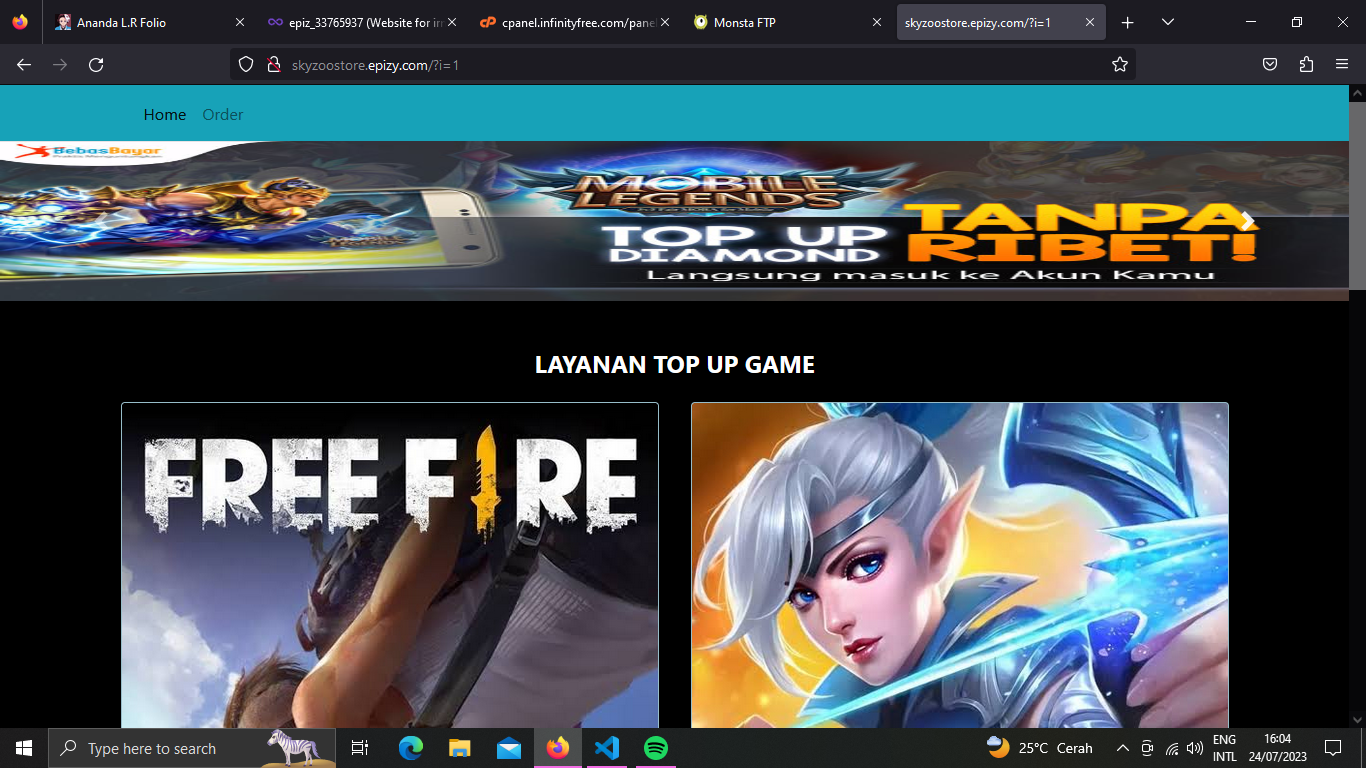 Ananda L.R Folio
epiz_33765937 (Website for irr
cpanel.infinityfree.com/pane
Monsta FTP
skyzoostore.epizy.com/?i=1
skyzoostore.epizy.com/?i=1
Home
Order
BebasBayar
MOBILE
LEGENDS
TOP UP
DIAMOND
TANPA
RIBET!
Langsung masuk ke Akun Kamu
LAYANAN TOP UP GAME
FREE FIRE
Type here to search
25°C Cerah
ENG
INTL
16:04
24/07/2023